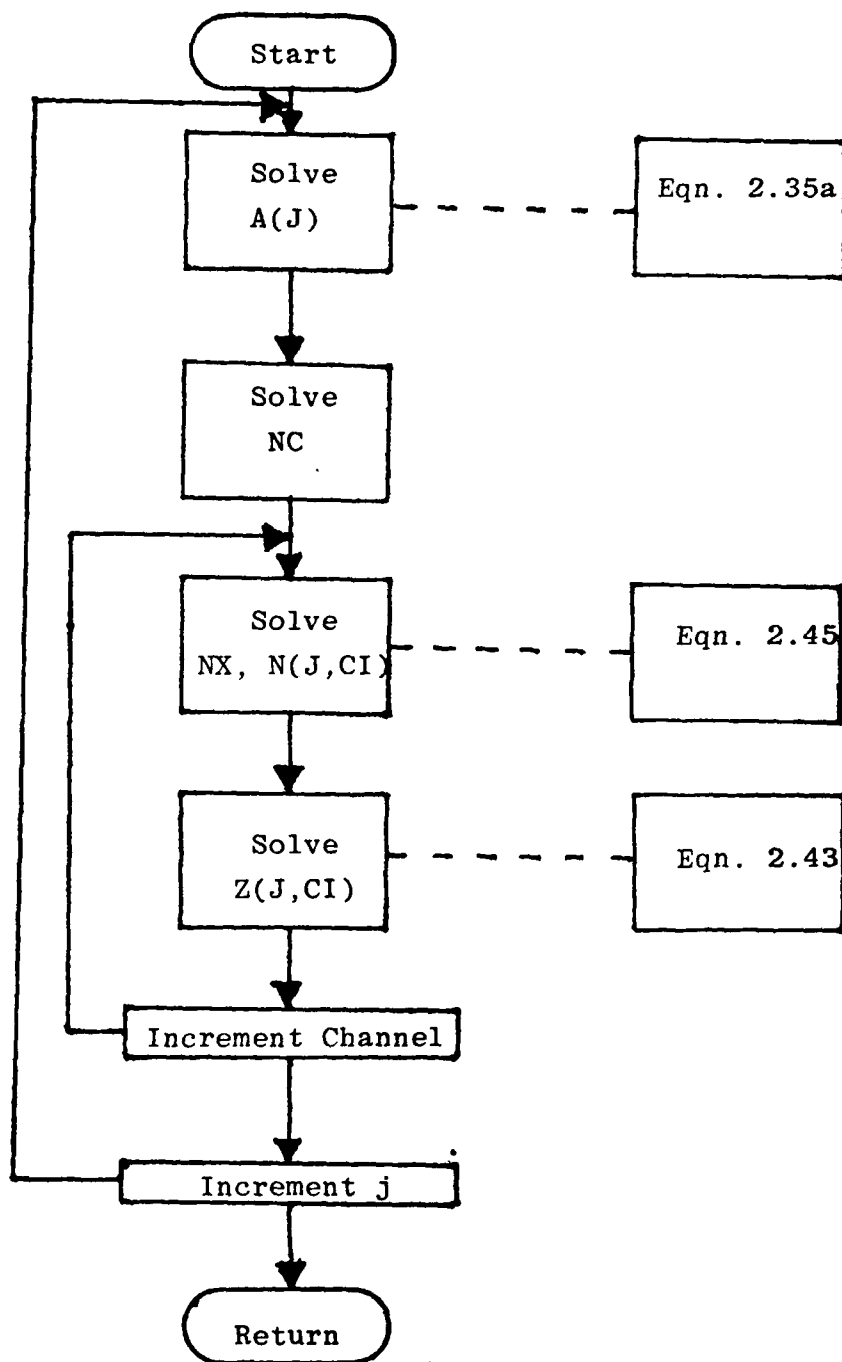 Start
Solve
A(J)
Eqn. 2.35a
Solve
NC
Solve
NX, N(J,CI)
Eqn. 2.45
Solve
Z(J,CI)
Eqn. 2.43
Increment Channel
Increment j
Return